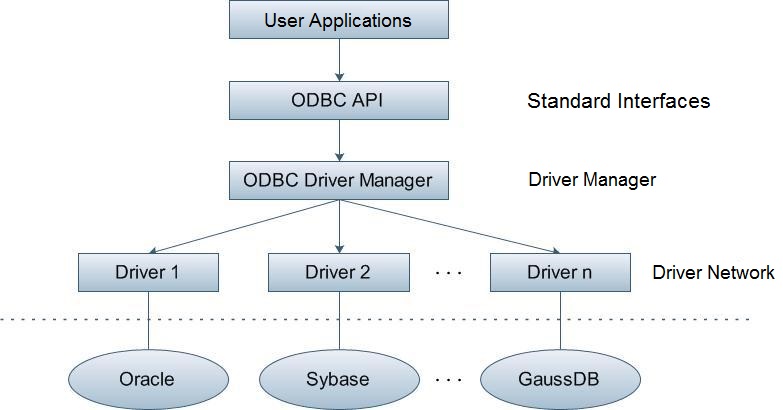 User Applications
ODBC API Standard Interfaces
ODBC Driver Manager Driver Manager
Driver 1 Driver 2 ... Driver n Driver Network
Oracle Sybase ... GaussDB